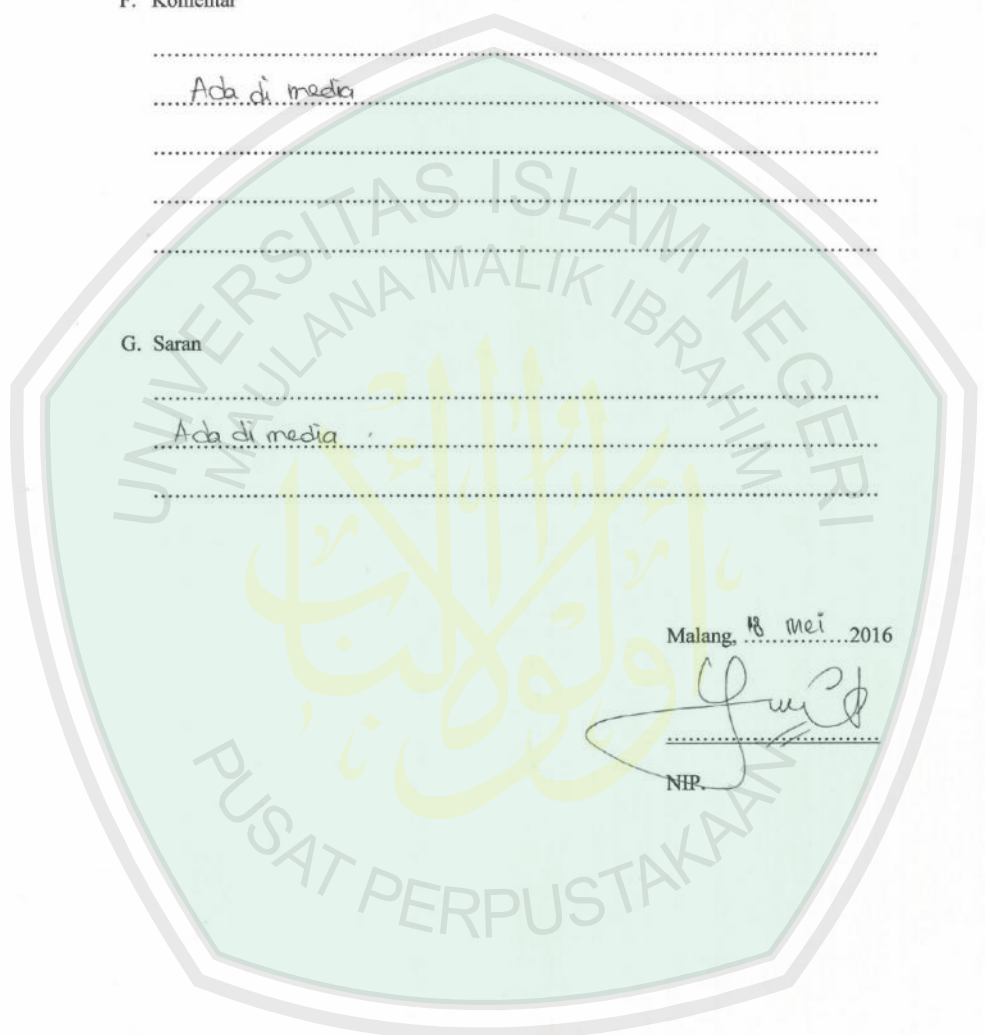 F. Komentar
Ada di media
G. Saran
Ada di media
Malang, 18 Mei 2016
NIP.
UNIVERSITAS ISLAM NEGERI
MAULANA MALIK IBRAHIM
PUSAT PERPUSTAKAAN